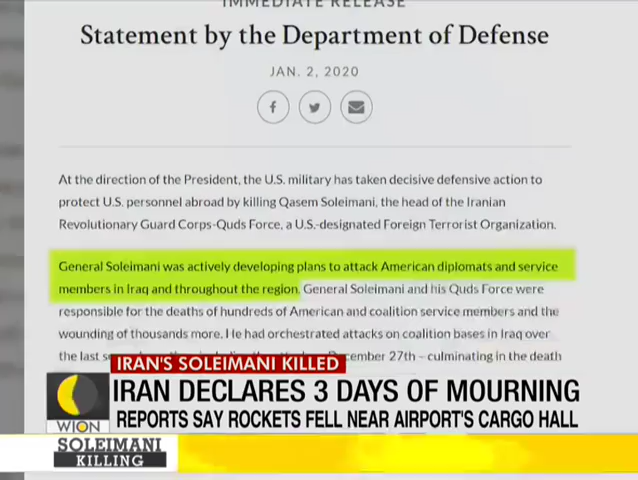 IMMEDIATE RELEASE
Statement by the Department of Defense
JAN. 2, 2020
At the direction of the President, the U.S. military has taken decisive defensive action to
protect U.S. personnel abroad by killing Qasem Soleimani, the head of the Iranian
Revolutionary Guard Corps-Quds Force, a U.S.-designated Foreign Terrorist Organization.
General Soleimani was actively developing plans to attack American diplomats and service
members in Iraq and throughout the region. General Soleimani and his Quds Force were
responsible for the deaths of hundreds of American and coalition service members and the
wounding of thousands more. He had orchestrated attacks on coalition bases in Iraq over
the last 27th – culminating in the death
IRAN'S SOLEIMANI KILLED
IRAN DECLARES 3 DAYS OF MOURNING
REPORTS SAY ROCKETS FELL NEAR AIRPORT'S CARGO HALL
WION
SOLEIMANI
KILLING